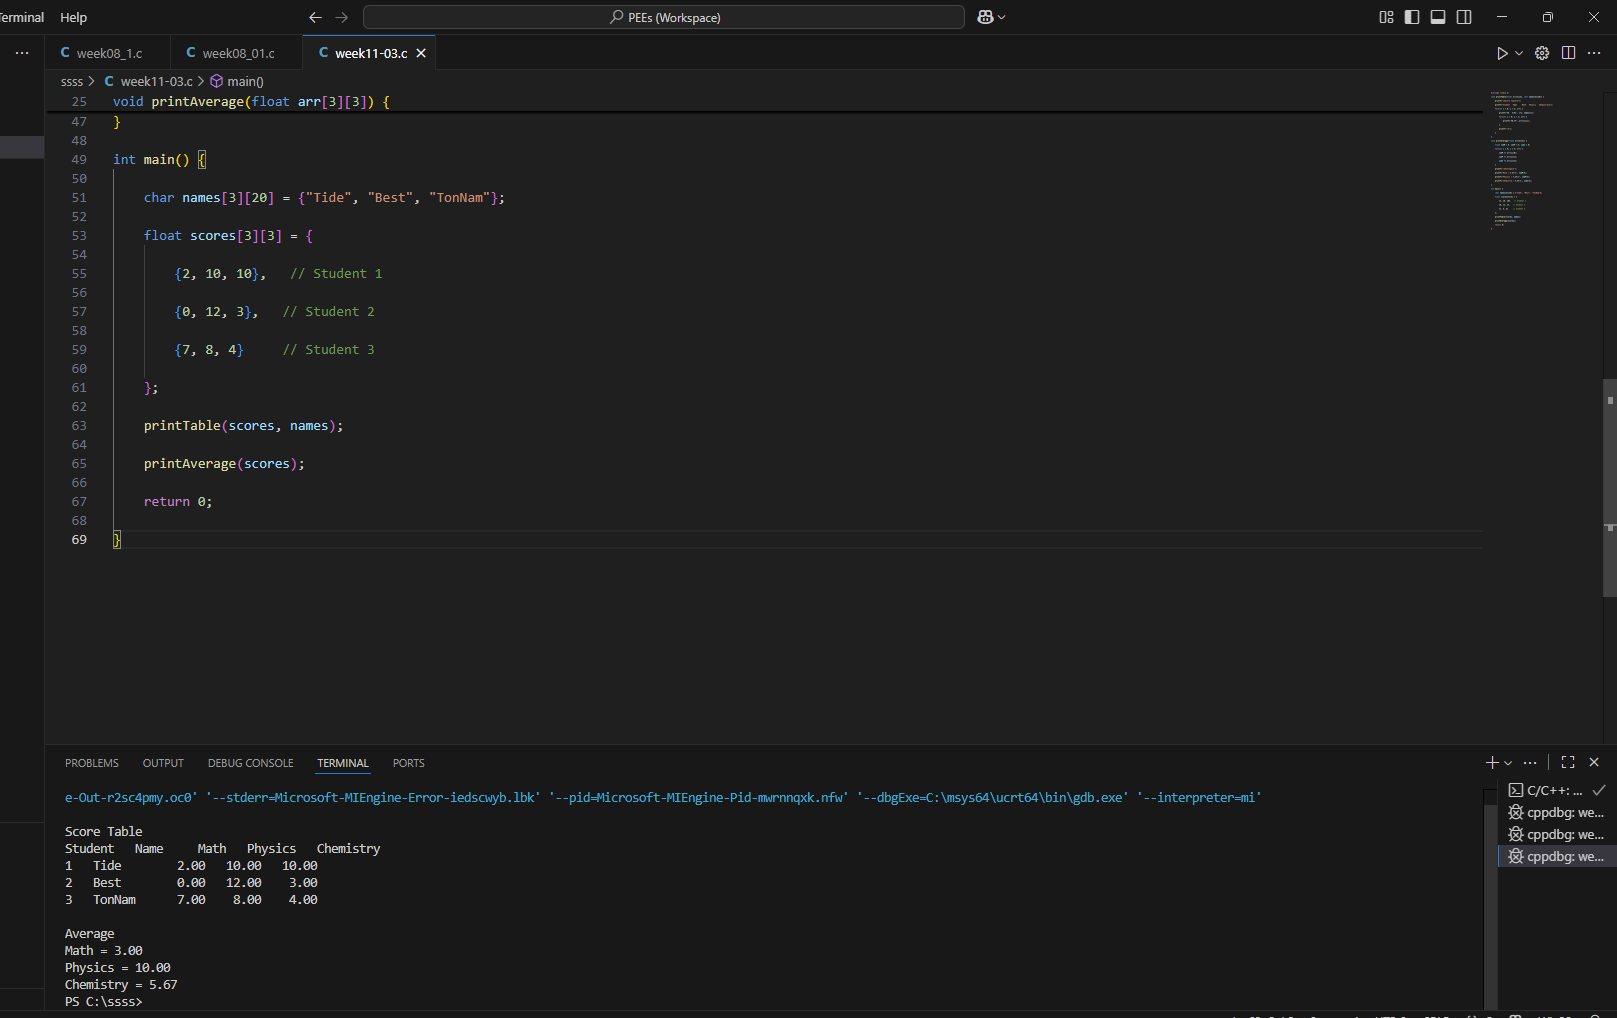 Terminal Help
PEEs (Workspace)
week08_1.c week08_01.c week11-03.c
ssss > C week11-03.c > main()
25 void printAverage(float arr[3][3]) {
47 }
48
49 int main() {
50
51 char names[3][20] = {"Tide", "Best", "TonNam"};
52
53 float scores[3][3] = {
54
55 {2, 10, 10}, // Student 1
56
57 {0, 12, 3}, // Student 2
58
59 {7, 8, 4} // Student 3
60
61 };
62
63 printTable(scores, names);
64
65 printAverage(scores);
66
67 return 0;
68
69 }
PROBLEMS OUTPUT DEBUG CONSOLE TERMINAL PORTS
e-Out-r2sc4pmy.oc0' '--stderr=Microsoft-MIEngine-Error-iedscwyb.lbk' '--pid=Microsoft-MIEngine-Pid-mwrnnqxk.nfw' '--dbgExe=C:\msys64\ucrt64\bin\gdb.exe' '--interpreter=mi'
Score Table
Student Name Math Physics Chemistry
1 Tide 2.00 10.00 10.00
2 Best 0.00 12.00 3.00
3 TonNam 7.00 8.00 4.00
Average
Math = 3.00
Physics = 10.00
Chemistry = 5.67
PS C:\ssss>
C/C++: ...
cppdbg: we...
cppdbg: we...
cppdbg: we...